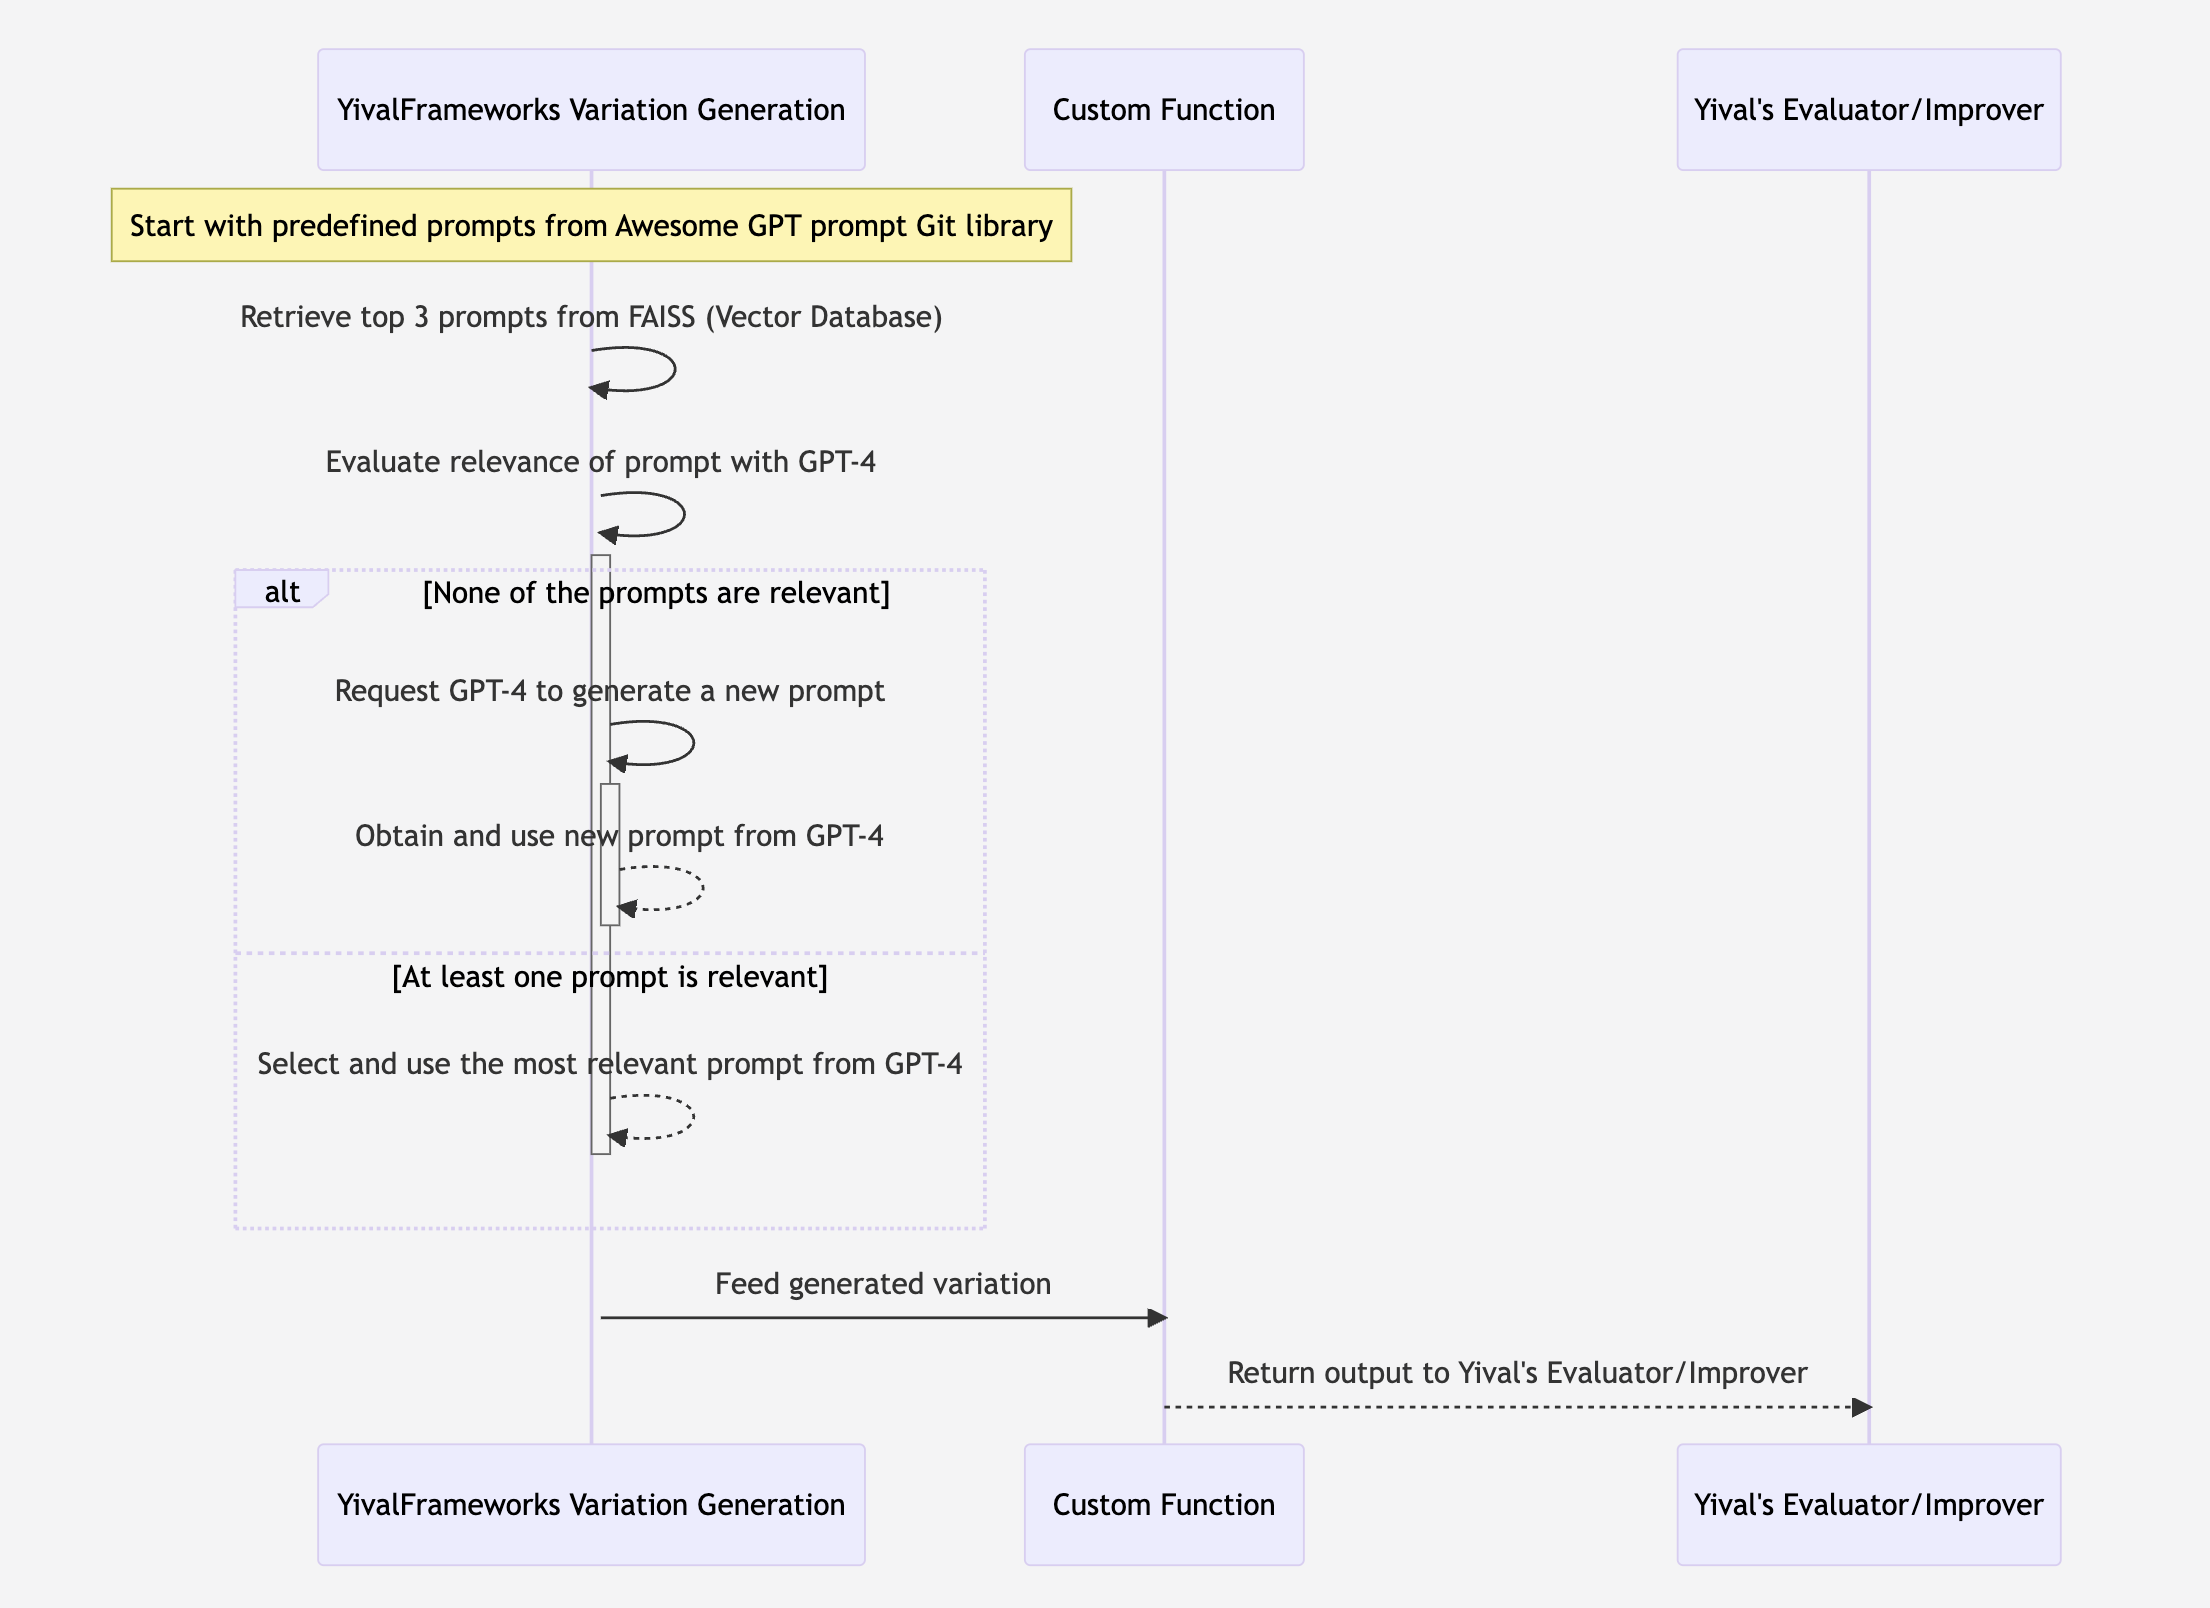 YivalFrameworks Variation Generation
Custom Function
Yival's Evaluator/Improver
Start with predefined prompts from Awesome GPT prompt Git library
Retrieve top 3 prompts from FAISS (Vector Database)
Evaluate relevance of prompt with GPT-4
alt
[None of the prompts are relevant]
Request GPT-4 to generate a new prompt
Obtain and use new prompt from GPT-4
[At least one prompt is relevant]
Select and use the most relevant prompt from GPT-4
Feed generated variation
Return output to Yival's Evaluator/Improver
YivalFrameworks Variation Generation
Custom Function
Yival's Evaluator/Improver